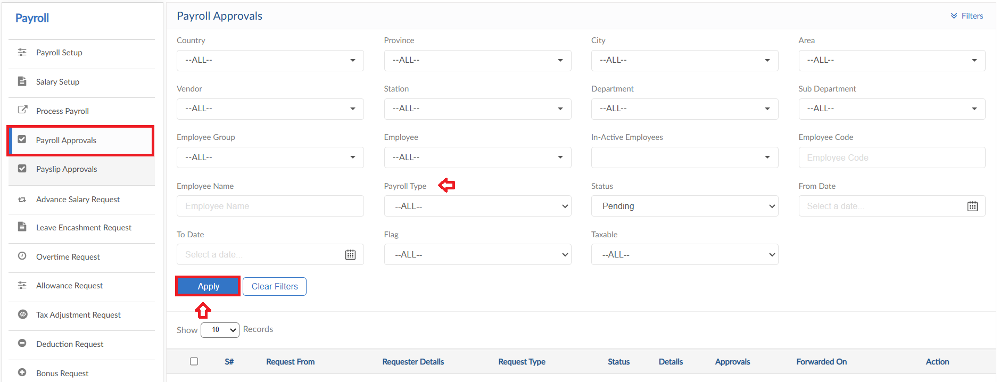 Payroll
Payroll Setup
Salary Setup
Process Payroll
Payroll Approvals
Payslip Approvals
Advance Salary Request
Leave Encashment Request
Overtime Request
Allowance Request
Tax Adjustment Request
Deduction Request
Bonus Request
Payroll Approvals
Filters
Country Province City Area
--ALL-- --ALL-- --ALL-- --ALL--
Vendor Station Department Sub Department
--ALL-- --ALL-- --ALL-- --ALL--
Employee Group Employee In-Active Employees Employee Code
--ALL-- --ALL-- Employee Code
Employee Name Payroll Type Status From Date
Employee Name --ALL-- Pending Select a date...
To Date Flag Taxable
Select a date... --ALL-- --ALL--
Apply Clear Filters
Show 10 Records
S# Request From Requester Details Request Type Status Details Approvals Forwarded On Action